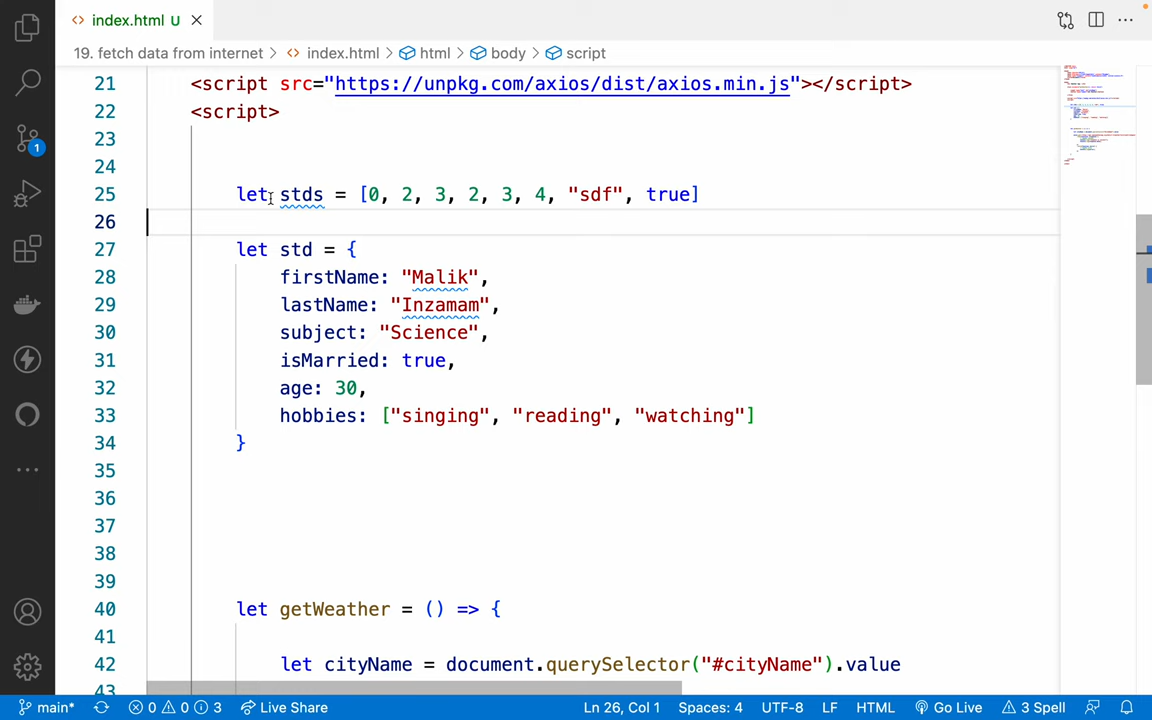 index.html U
19. fetch data from internet > index.html > html > body > script
21 <script src="https://unpkg.com/axios/dist/axios.min.js"></script>
22 <script>
23
24
25 let stds = [0, 2, 3, 2, 3, 4, "sdf", true]
26
27 let std = {
28 firstName: "Malik",
29 lastName: "Inzamam",
30 subject: "Science",
31 isMarried: true,
32 age: 30,
33 hobbies: ["singing", "reading", "watching"]
34 }
35
36
37
38
39
40 let getWeather = () => {
41
42 let cityName = document.querySelector("#cityName").value
43
1
main* 0 0 3 Live Share Ln 26, Col 1 Spaces: 4 UTF-8 LF HTML Go Live 3 Spell